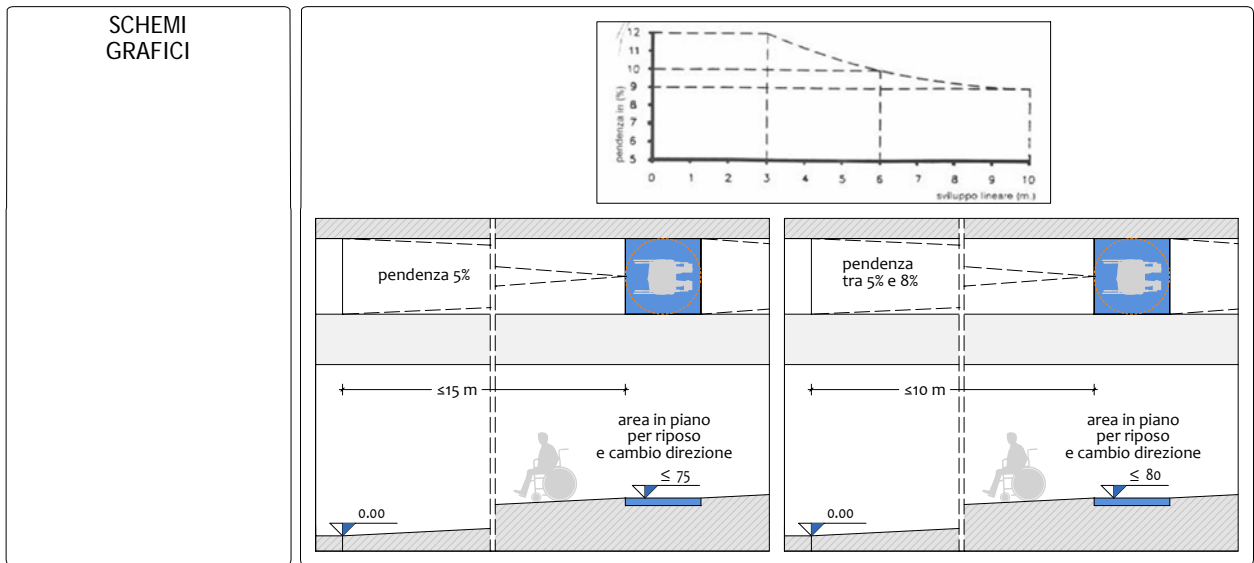 SCHEMI
GRAFICI
12
11
10
9
8
7
6
5
pendenza in (%)
0 1 2 3 4 5 6 7 8 9 10
sviluppo lineare (m.)
pendenza 5%
≤15 m
area in piano
per riposo
e cambio direzione
≤ 75
0.00
pendenza
tra 5% e 8%
≤10 m
area in piano
per riposo
e cambio direzione
≤ 80
0.00